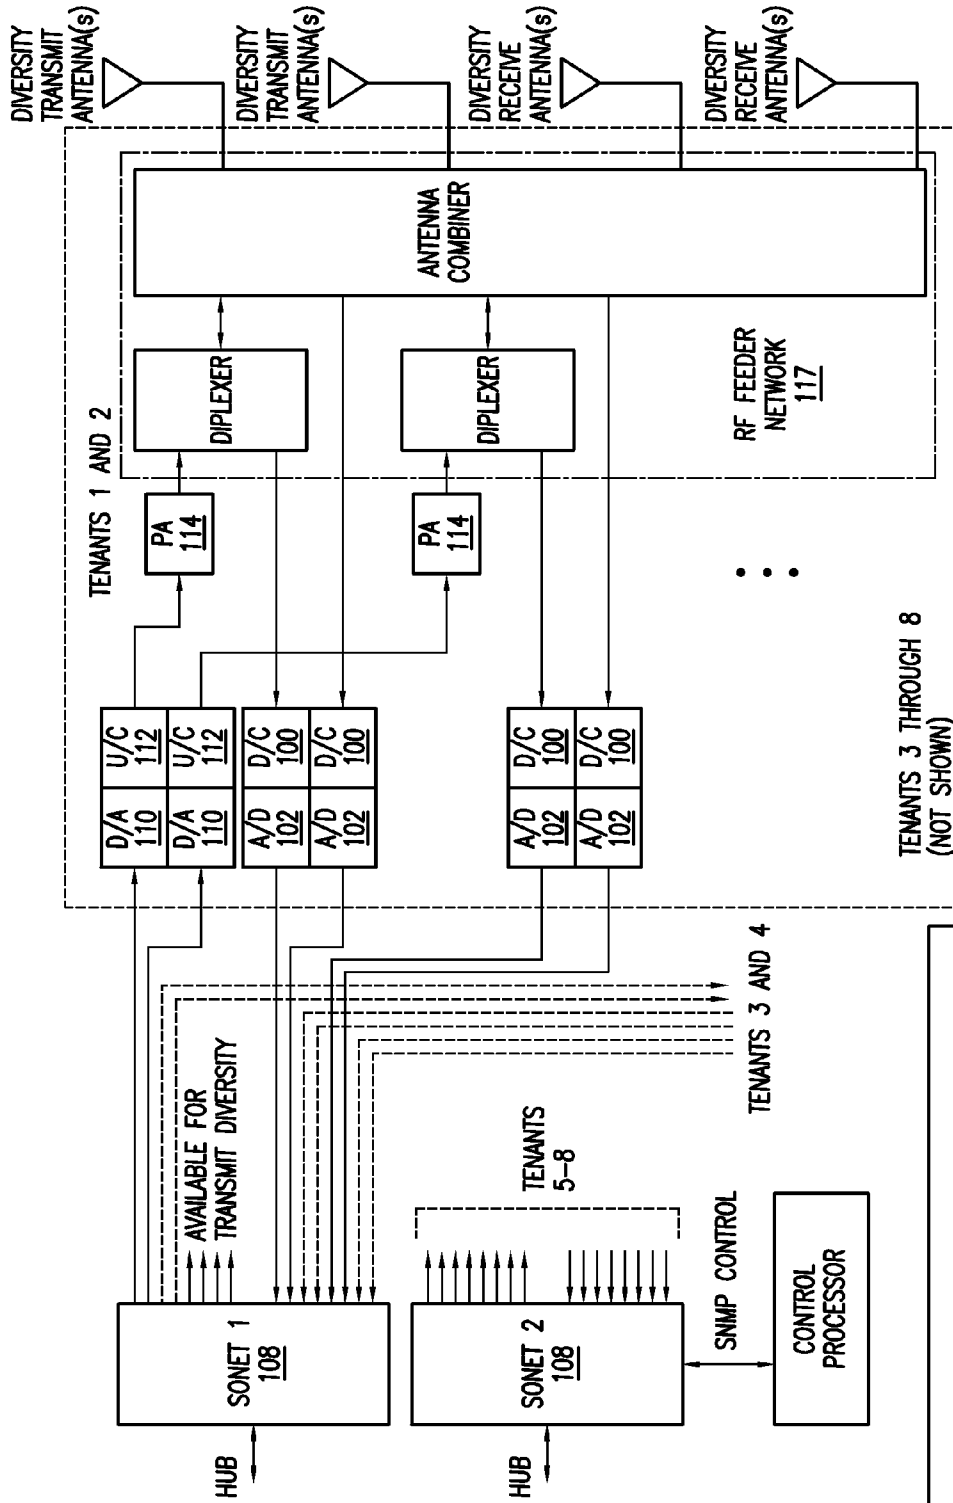 DIVERSITY
TRANSMIT
ANTENNA(s)
DIVERSITY
TRANSMIT
ANTENNA(s)
DIVERSITY
RECEIVE
ANTENNA(s)
DIVERSITY
RECEIVE
ANTENNA(s)
TENANTS 1 AND 2
ANTENNA
COMBINER
DIPLEXER
DIPLEXER
RF FEEDER
NETWORK
117
PA
114
PA
114
D/A
110
U/C
112
D/A
110
U/C
112
A/D
102
D/C
100
A/D
102
D/C
100
A/D
102
D/C
100
A/D
102
D/C
100
TENANTS 3 THROUGH 8
(NOT SHOWN)
AVAILABLE FOR
TRANSMIT DIVERSITY
TENANTS 3 AND 4
TENANTS
5-8
SONET 1
108
SONET 2
108
HUB
HUB
SNMP CONTROL
CONTROL
PROCESSOR